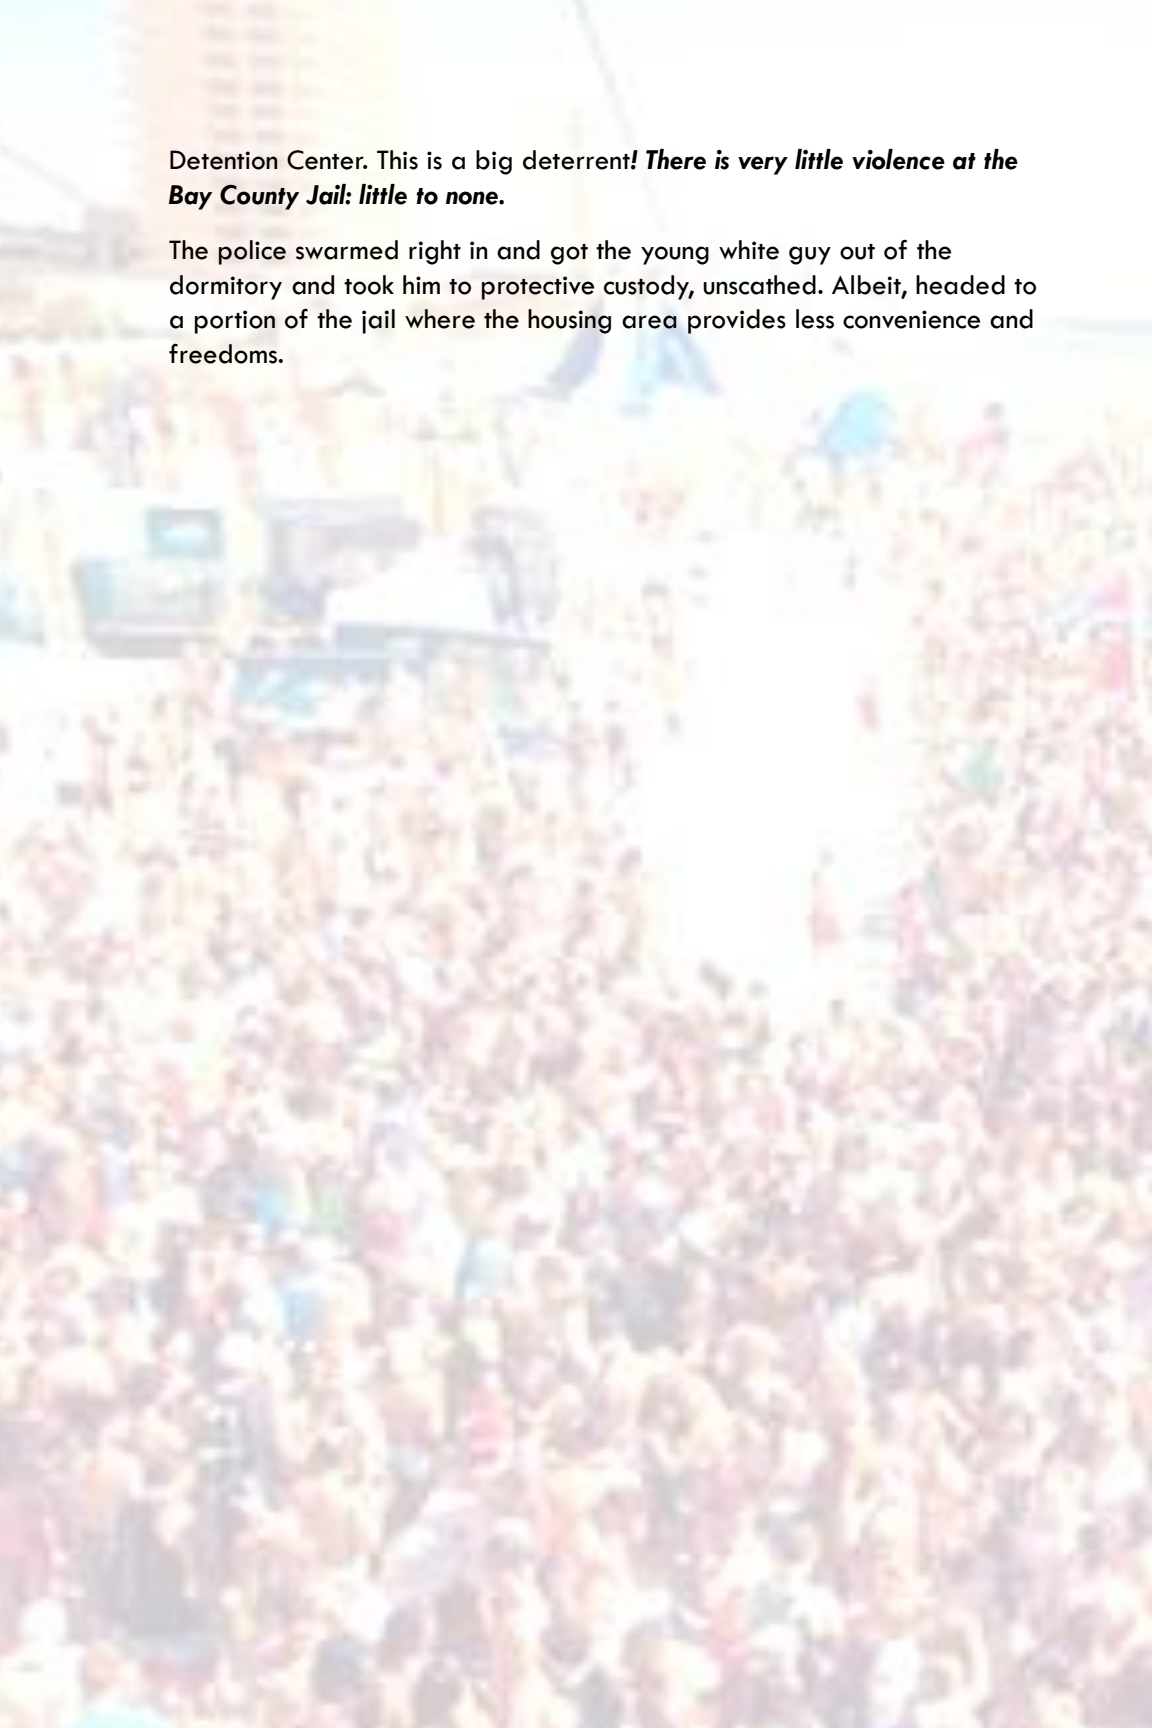 Detention Center. This is a big deterrent! There is very little violence at the
Bay County Jail: little to none.
The police swarmed right in and got the young white guy out of the
dormitory and took him to protective custody, unscathed. Albeit, headed to
a portion of the jail where the housing area provides less convenience and
freedoms.